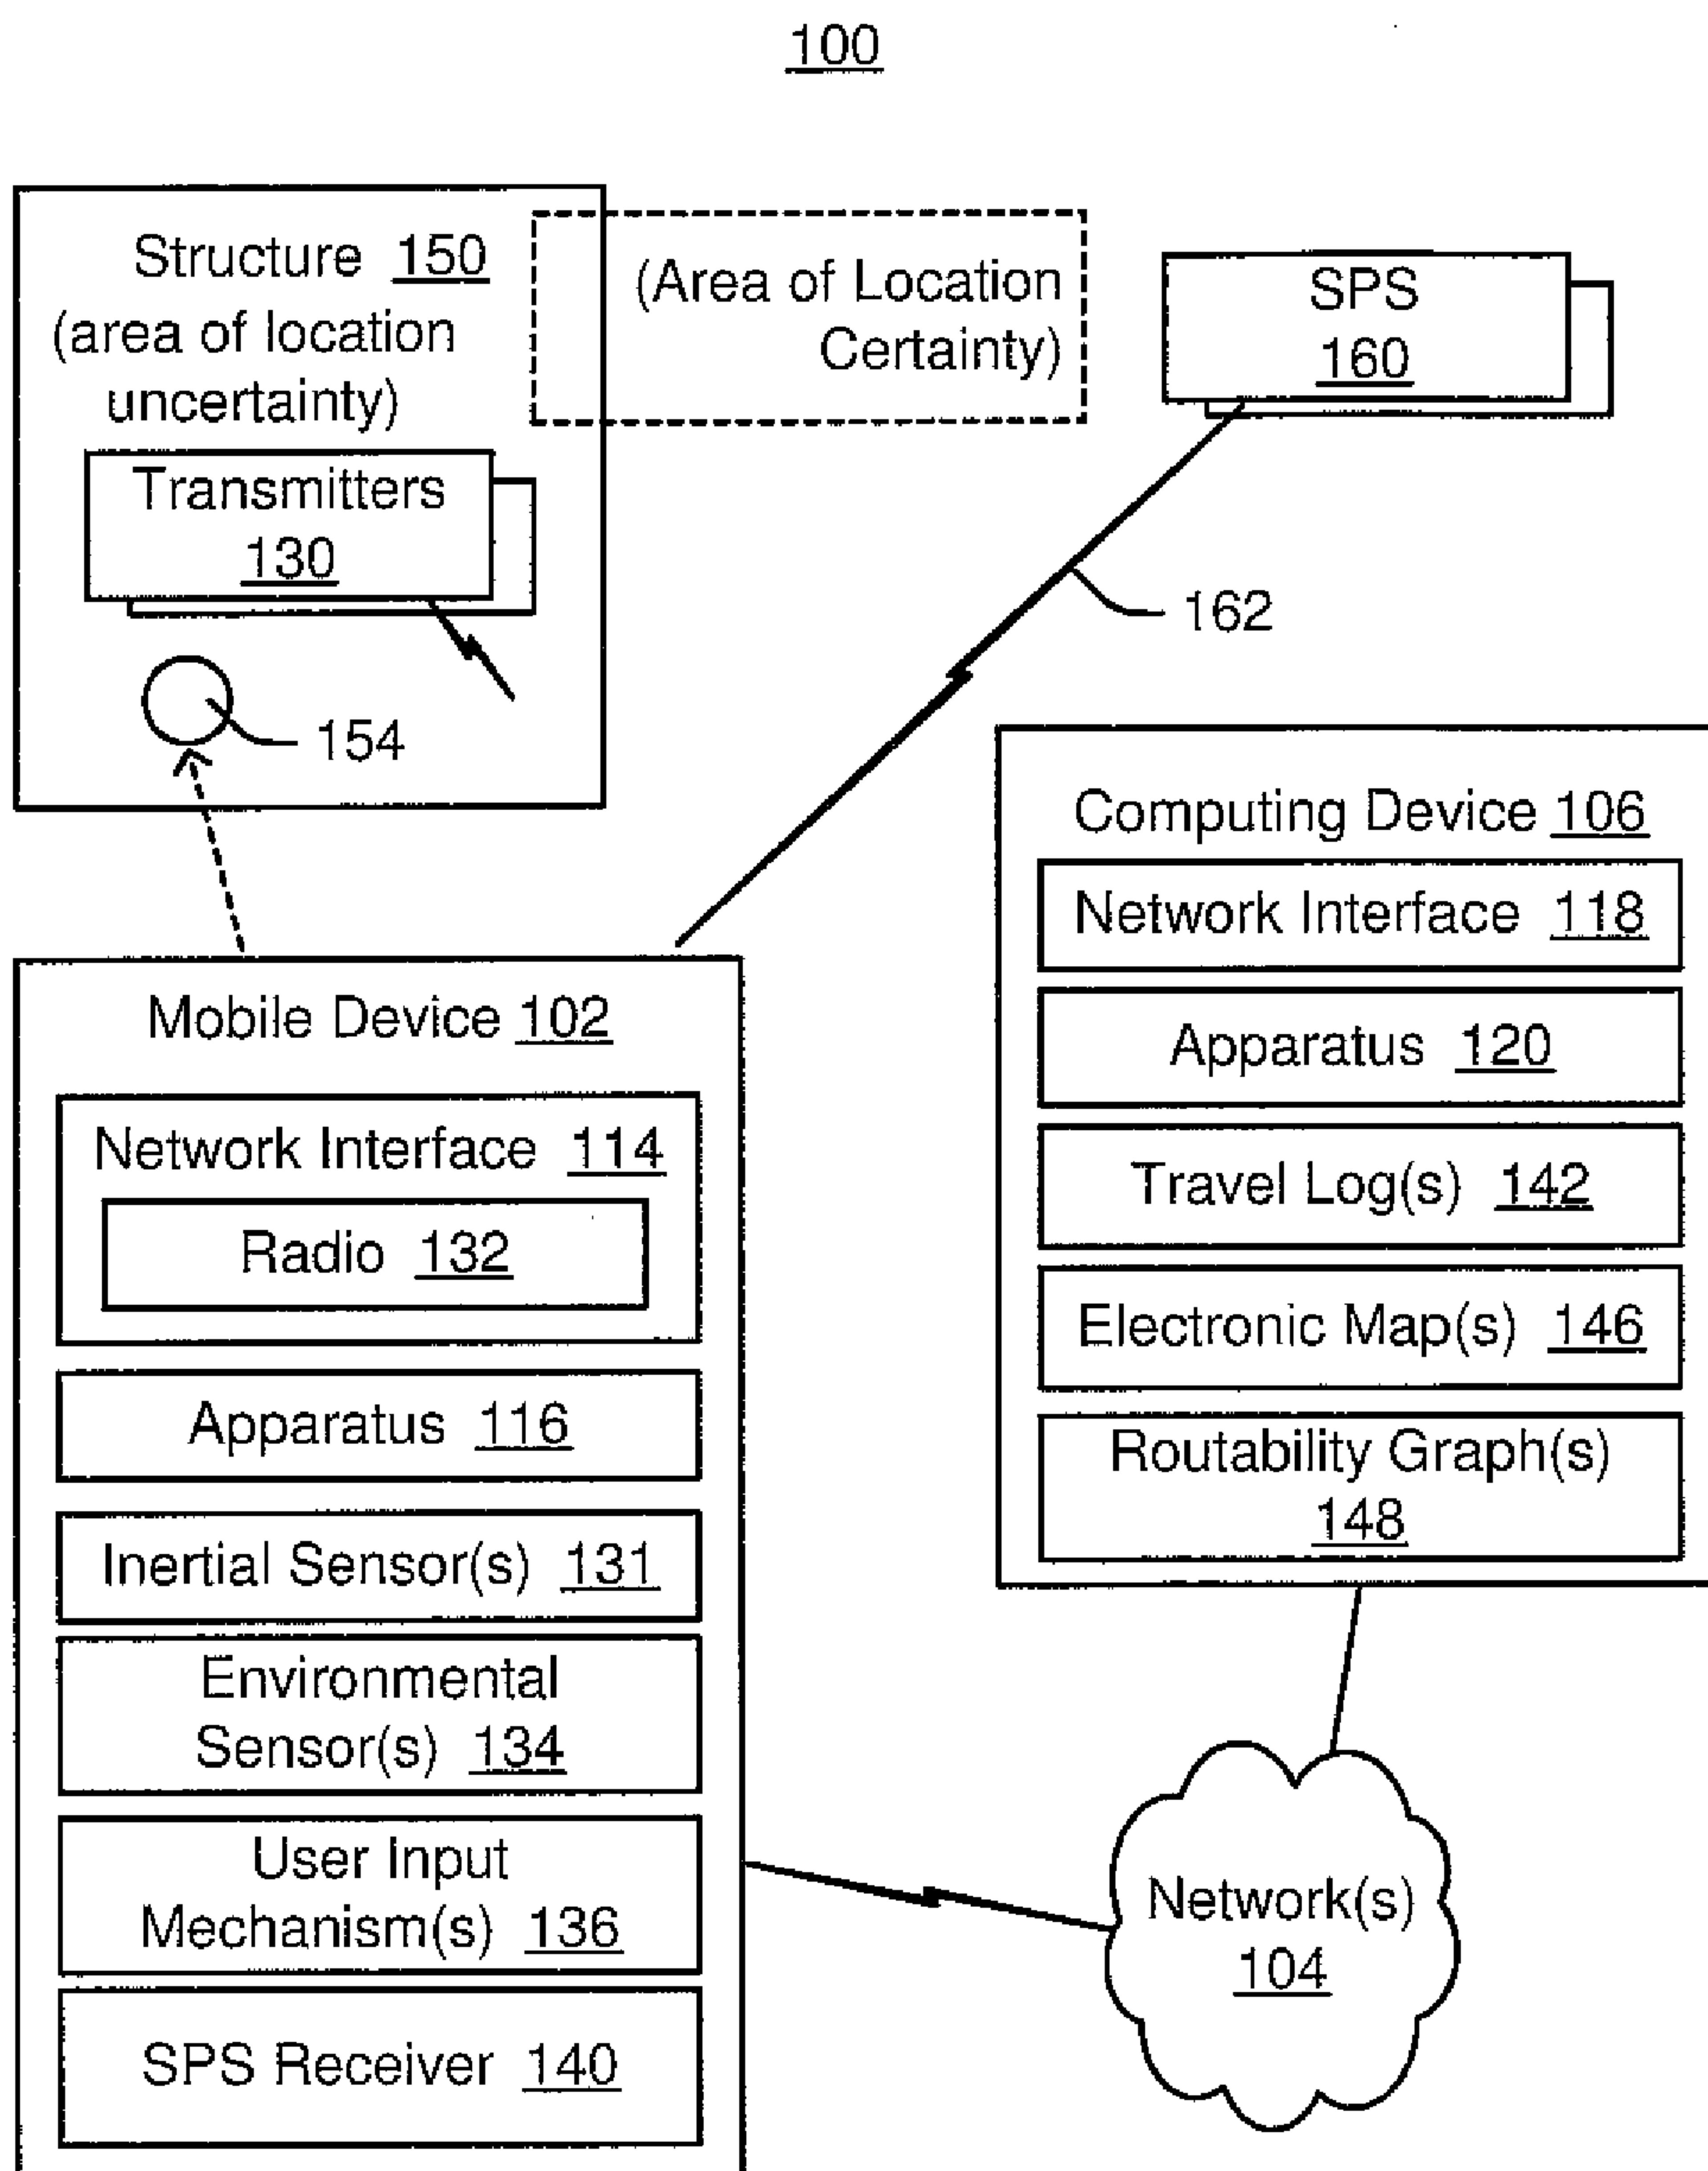 100
Structure 150
(area of location
uncertainty)
(Area of Location
Certainty)
SPS
160
Transmitters
130
154
162
Computing Device 106
Network Interface 118
Apparatus 120
Travel Log(s) 142
Electronic Map(s) 146
Routability Graph(s)
148
Mobile Device 102
Network Interface 114
Radio 132
Apparatus 116
Inertial Sensor(s) 131
Environmental
Sensor(s) 134
User Input
Mechanism(s) 136
SPS Receiver 140
Network(s)
104